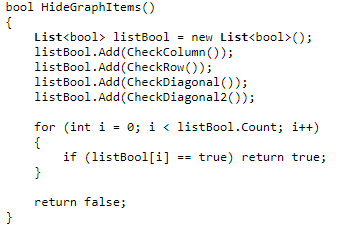 bool HideGraphItems()
{
    List<bool> listBool = new List<bool>();
    listBool.Add(CheckColumn());
    listBool.Add(CheckRow());
    listBool.Add(CheckDiagonal());
    listBool.Add(CheckDiagonal2());

    for (int i = 0; i < listBool.Count; i++)
    {
        if (listBool[i] == true) return true;
    }

    return false;
}